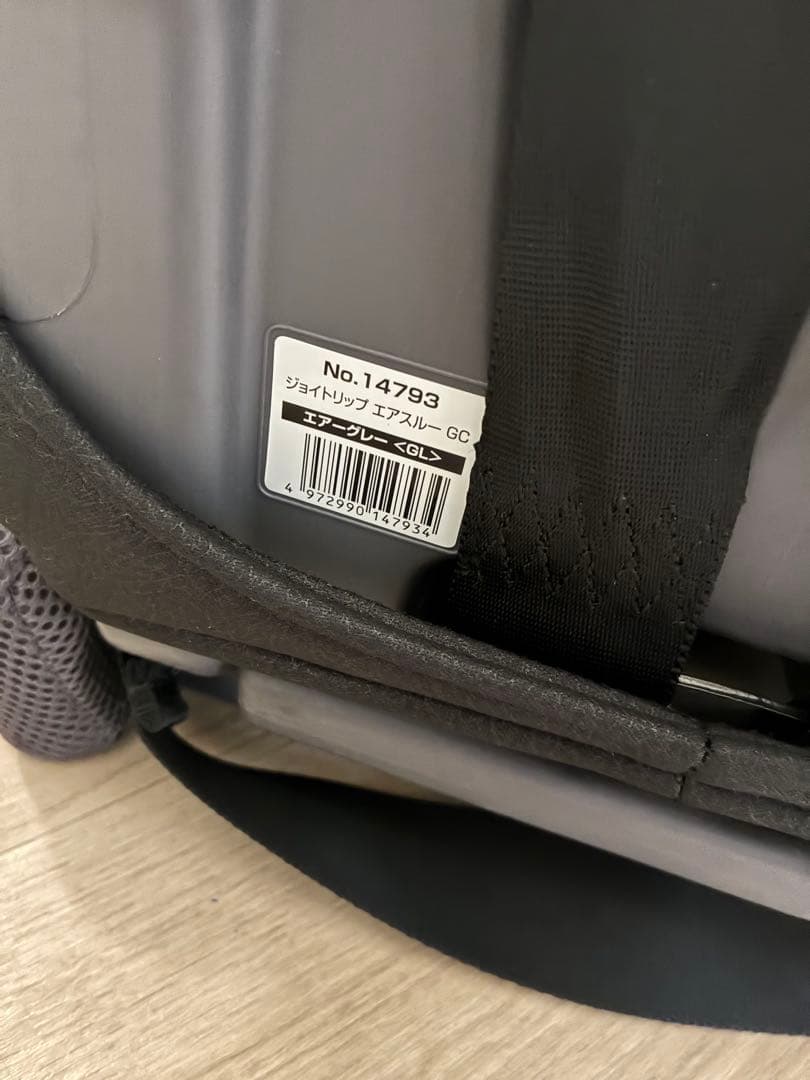 No.14793
ジョイトリップ エアスルー GC
エアーグレー <GL>
4 972990 147934